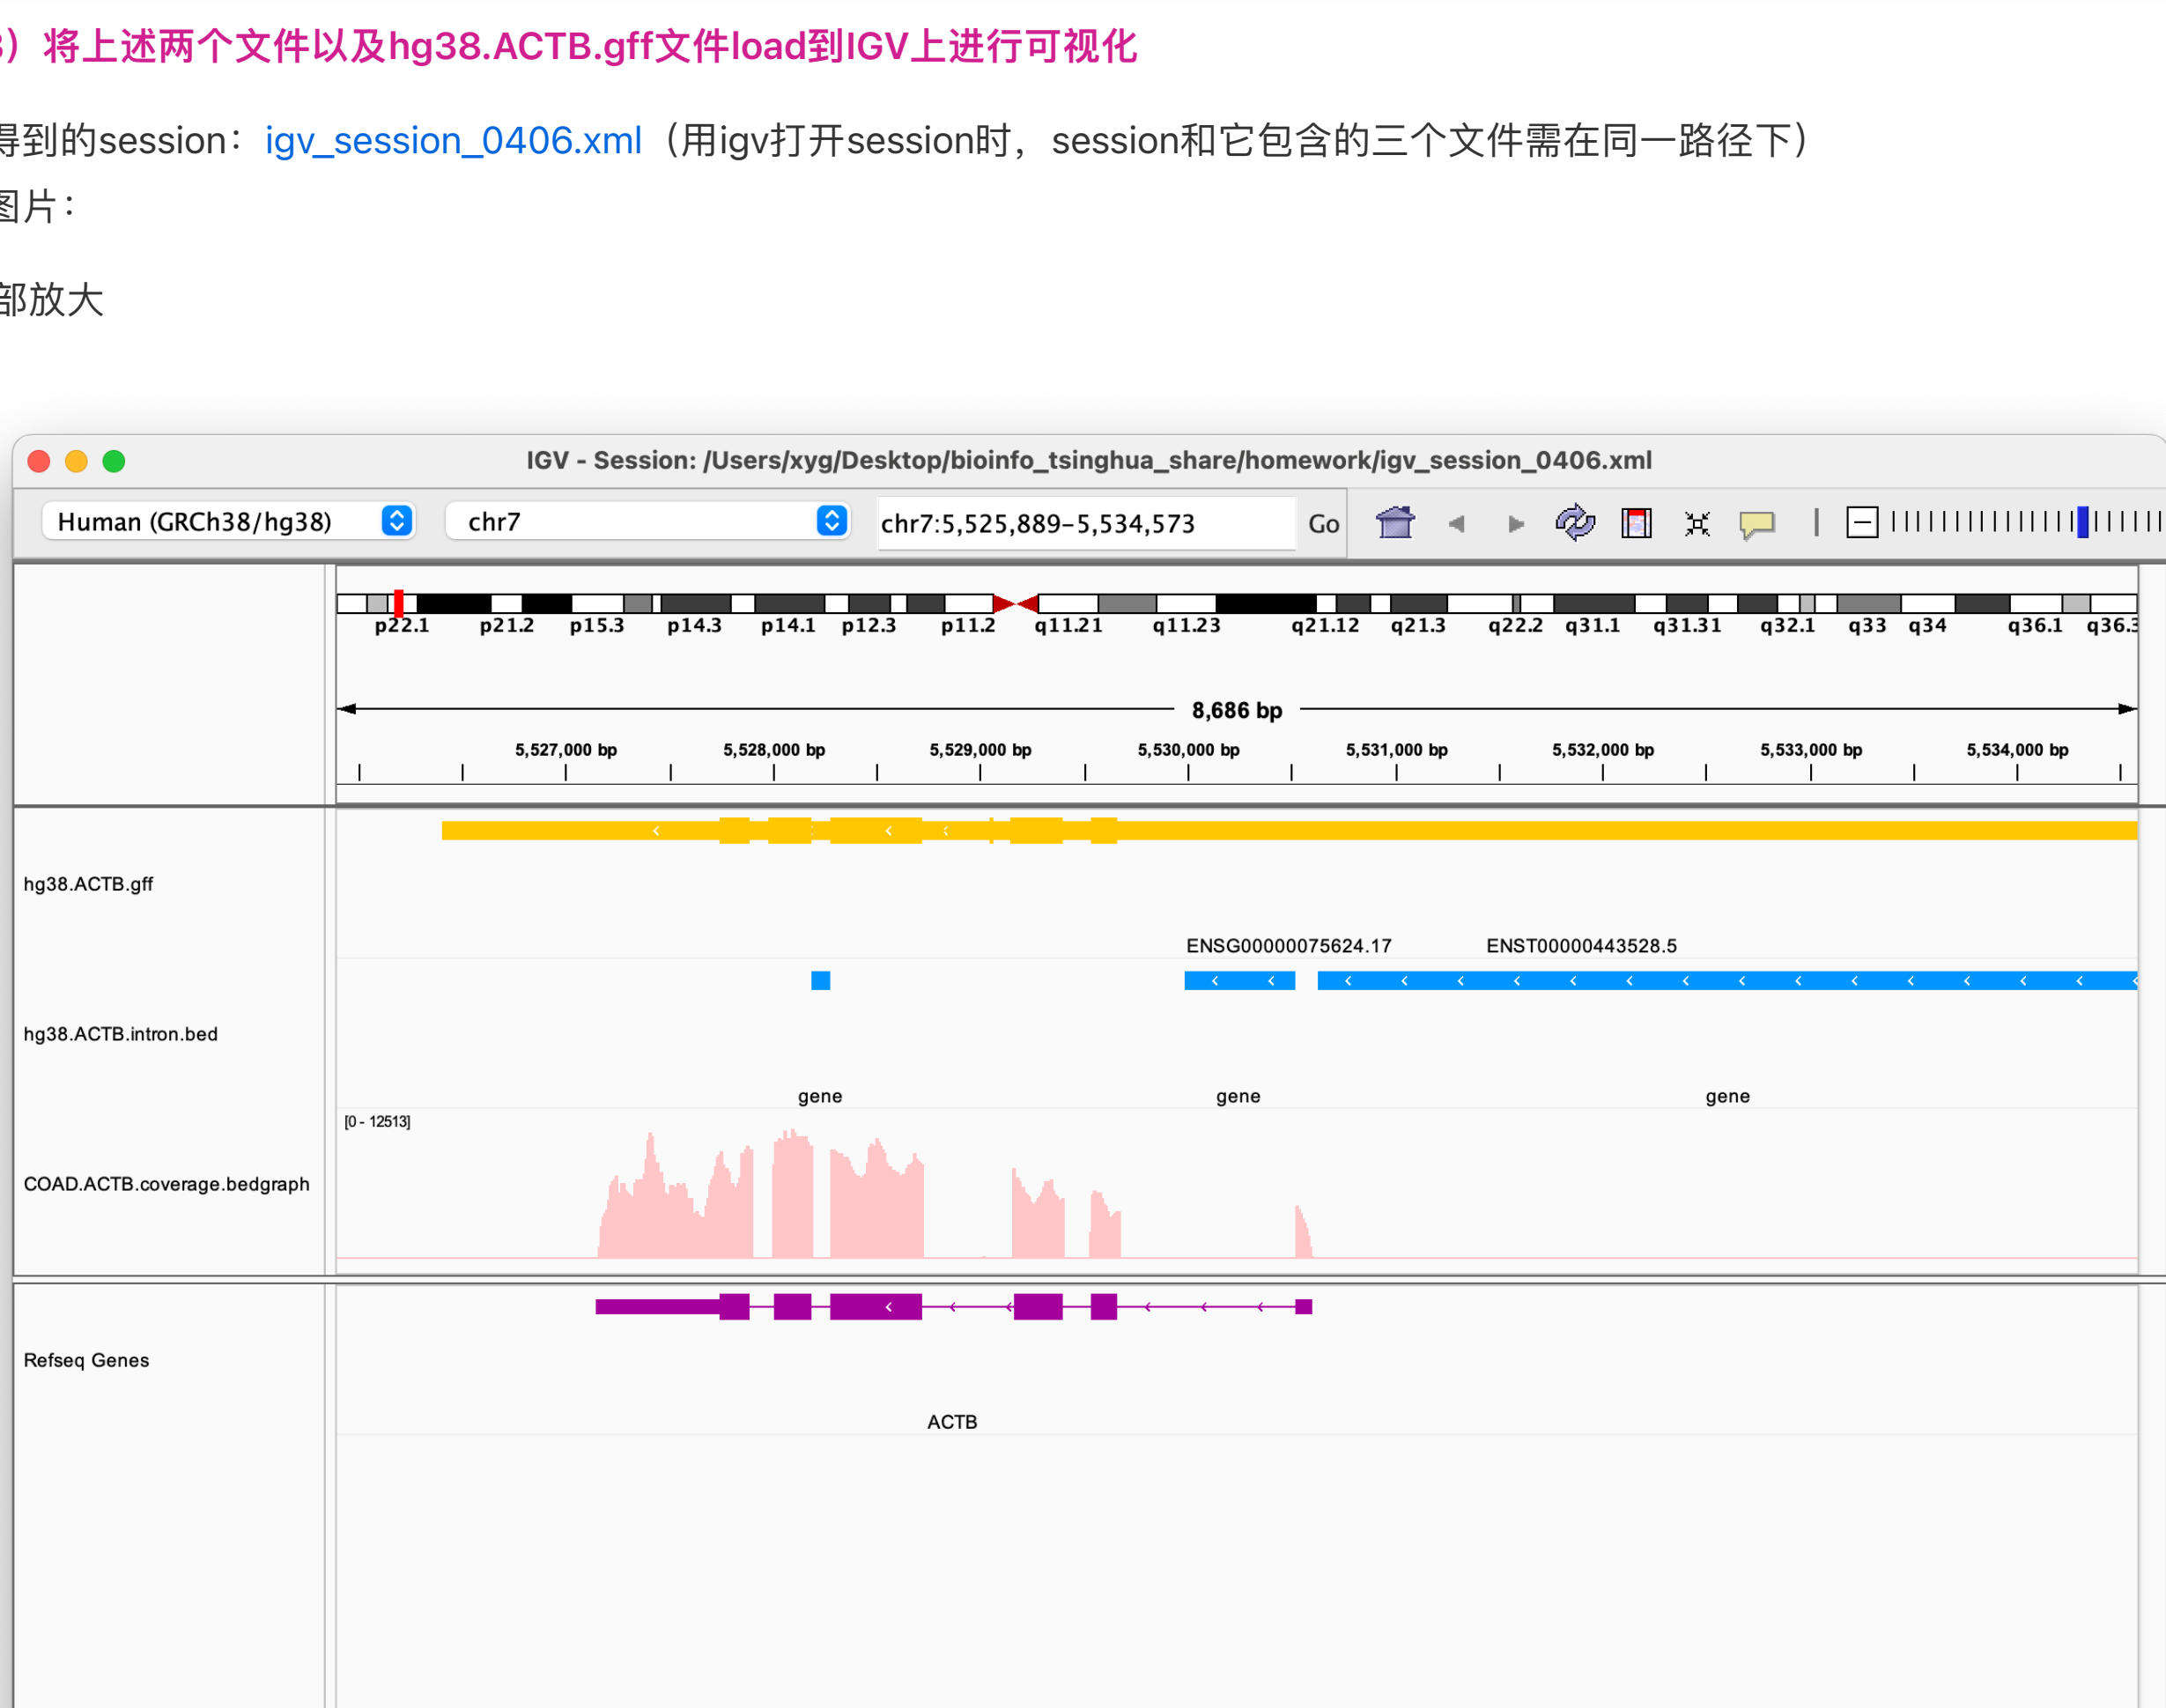 ）将上述两个文件以及hg38.ACTB.gff文件load到IGV上进行可视化
得到的session：igv_session_0406.xml（用igv打开session时，session和它包含的三个文件需在同一路径下）
图片：
部放大
IGV - Session: /Users/xyg/Desktop/bioinfo_tsinghua_share/homework/igv_session_0406.xml
Human (GRCh38/hg38) chr7 chr7:5,525,889-5,534,573 Go
p22.1 p21.2 p15.3 p14.3 p14.1 p12.3 p11.2 q11.21 q11.23 q21.12 q21.3 q22.2 q31.1 q31.31 q32.1 q33 q34 q36.1 q36.3
8,686 bp
5,527,000 bp 5,528,000 bp 5,529,000 bp 5,530,000 bp 5,531,000 bp 5,532,000 bp 5,533,000 bp 5,534,000 bp
hg38.ACTB.gff
ENSG00000075624.17 ENST00000443528.5
hg38.ACTB.intron.bed
gene gene gene
[0 - 12513]
COAD.ACTB.coverage.bedgraph
Refseq Genes
ACTB